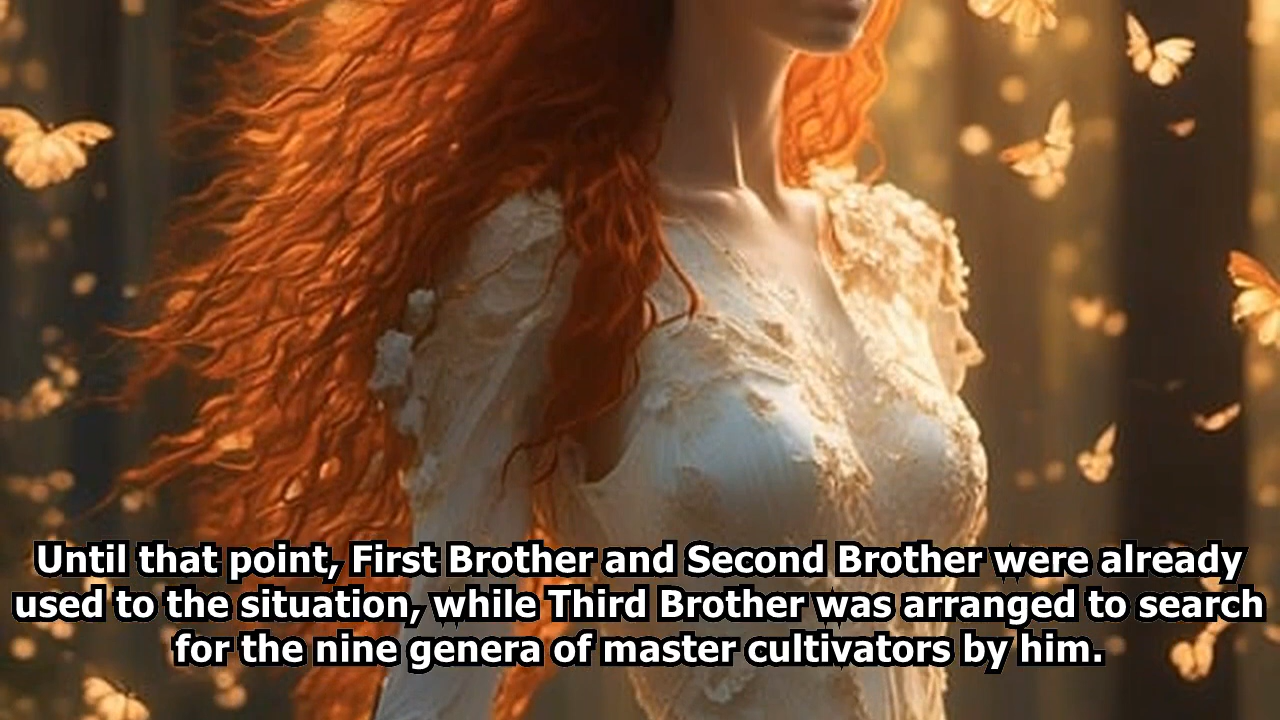 Until that point, First Brother and Second Brother were already
used to the situation, while Third Brother was arranged to search
for the nine genera of master cultivators by him.